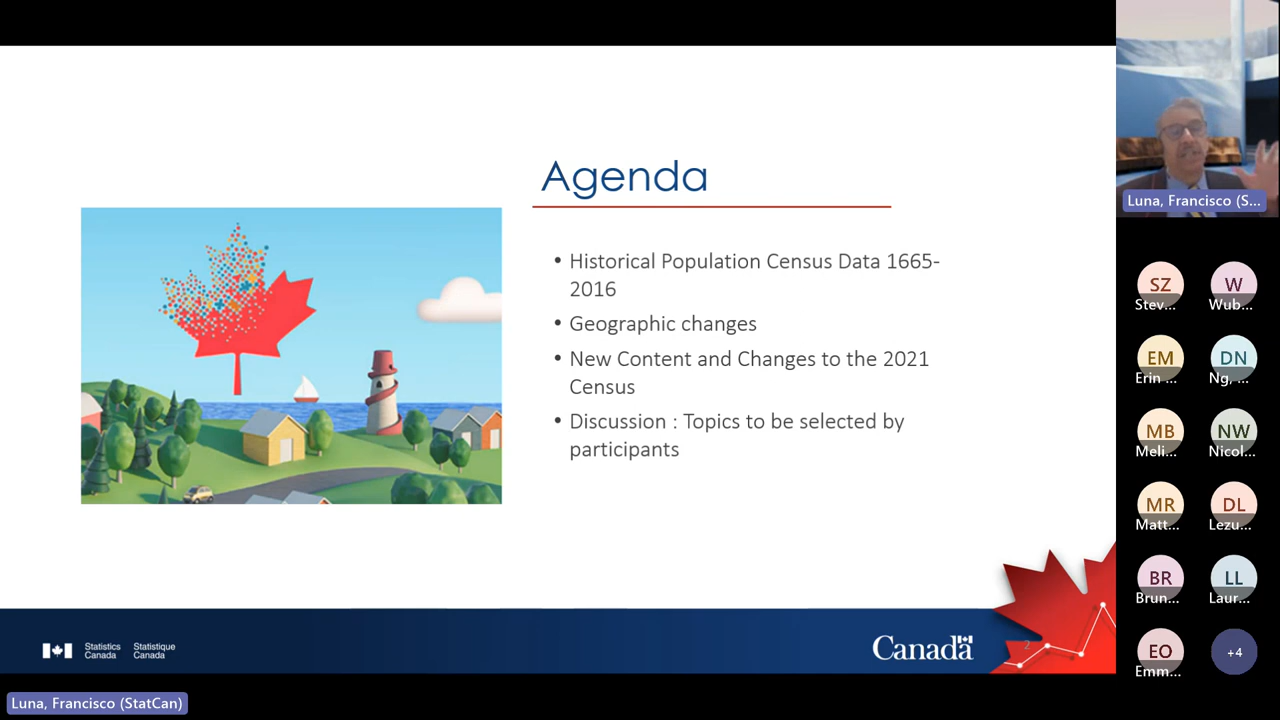 Agenda
• Historical Population Census Data 1665-
2016
• Geographic changes
• New Content and Changes to the 2021
Census
• Discussion : Topics to be selected by
participants
Statistics
Canada
Statistique
Canada
Canada
2
Luna, Francisco (StatCan)
Luna, Francisco (S...
SZ
Stev...
W
Wub...
EM
Erin ...
DN
Ng, ...
MB
Meli...
NW
Nicol...
MR
Matt...
DL
Lezu...
BR
Brun...
LL
Laur...
EO
Emm...
+4